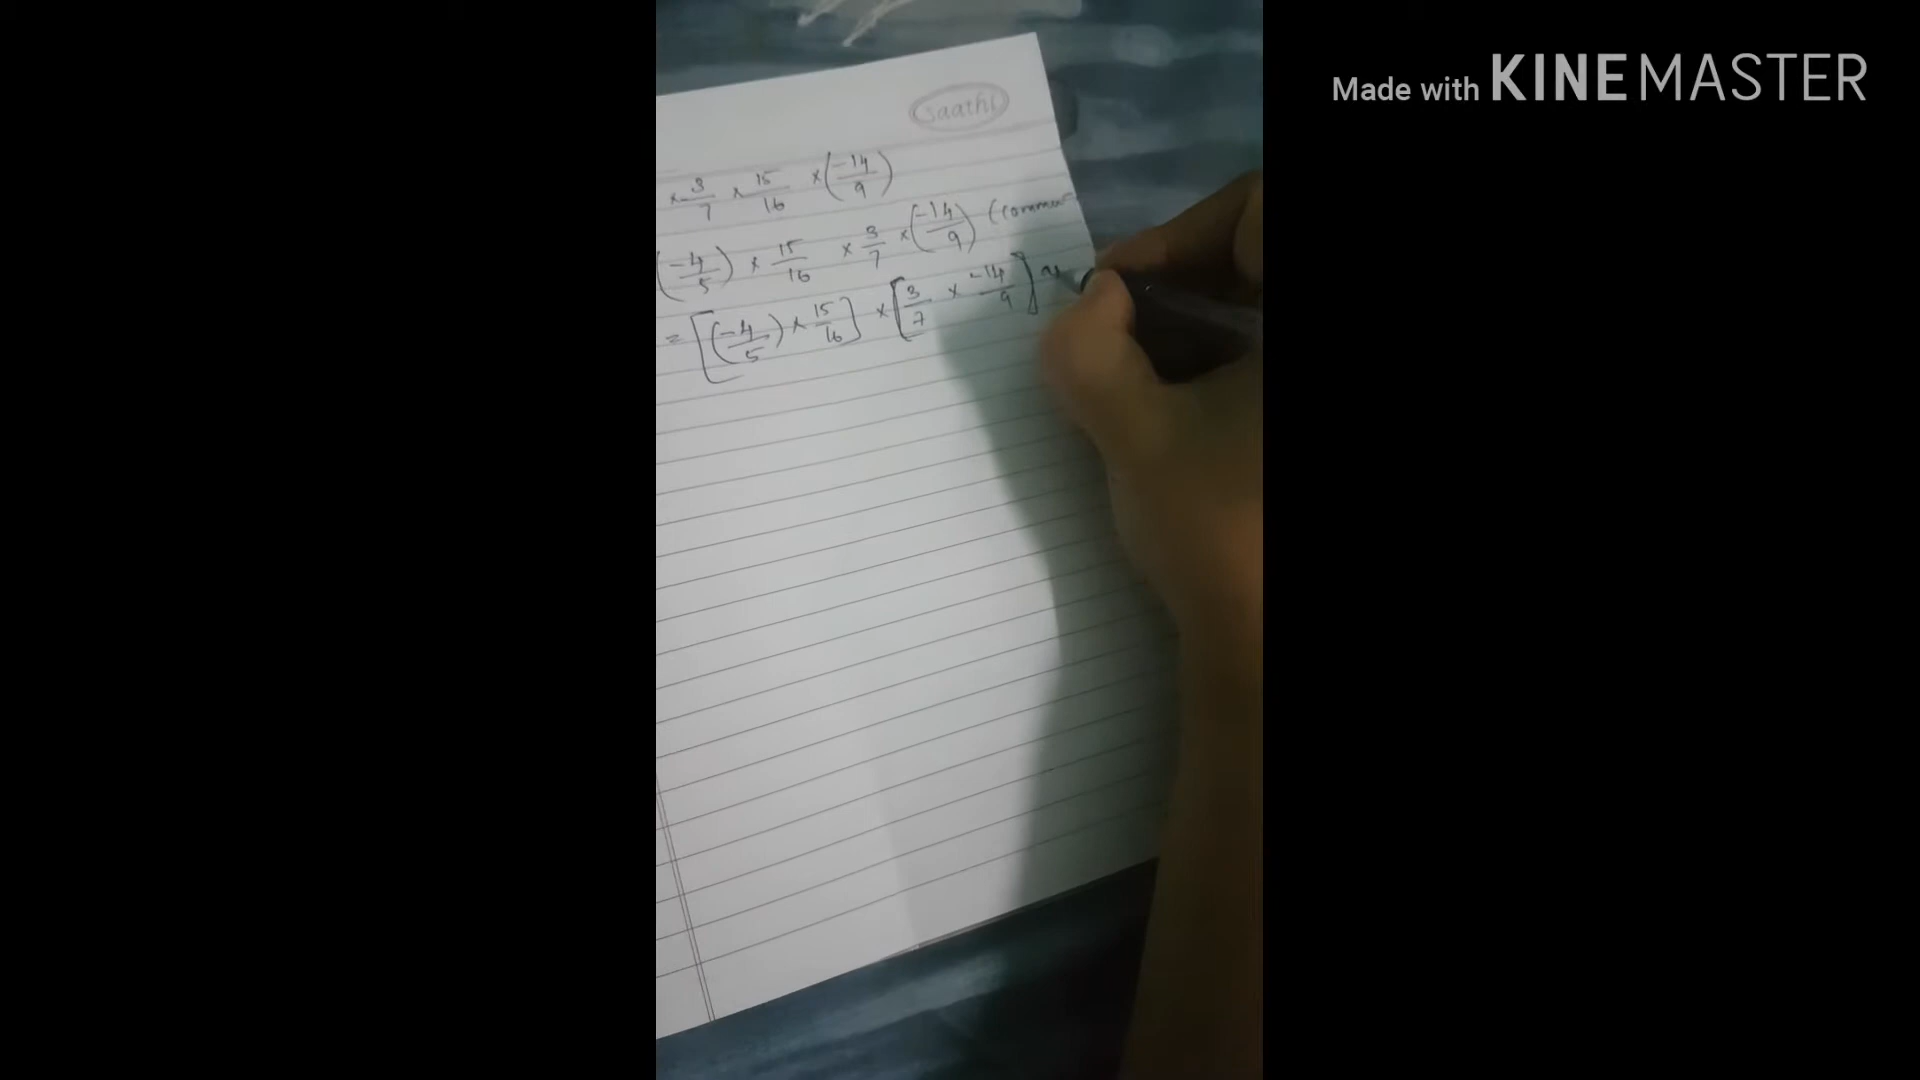 Made with KINEMASTER
saathi
× 3/7 × 15/16 × (-14/9)
(-4/5) × 15/16 × 3/7 × (-14/9) (commut
= [(-4/5) × 15/16] × [3/7 × -14/9]